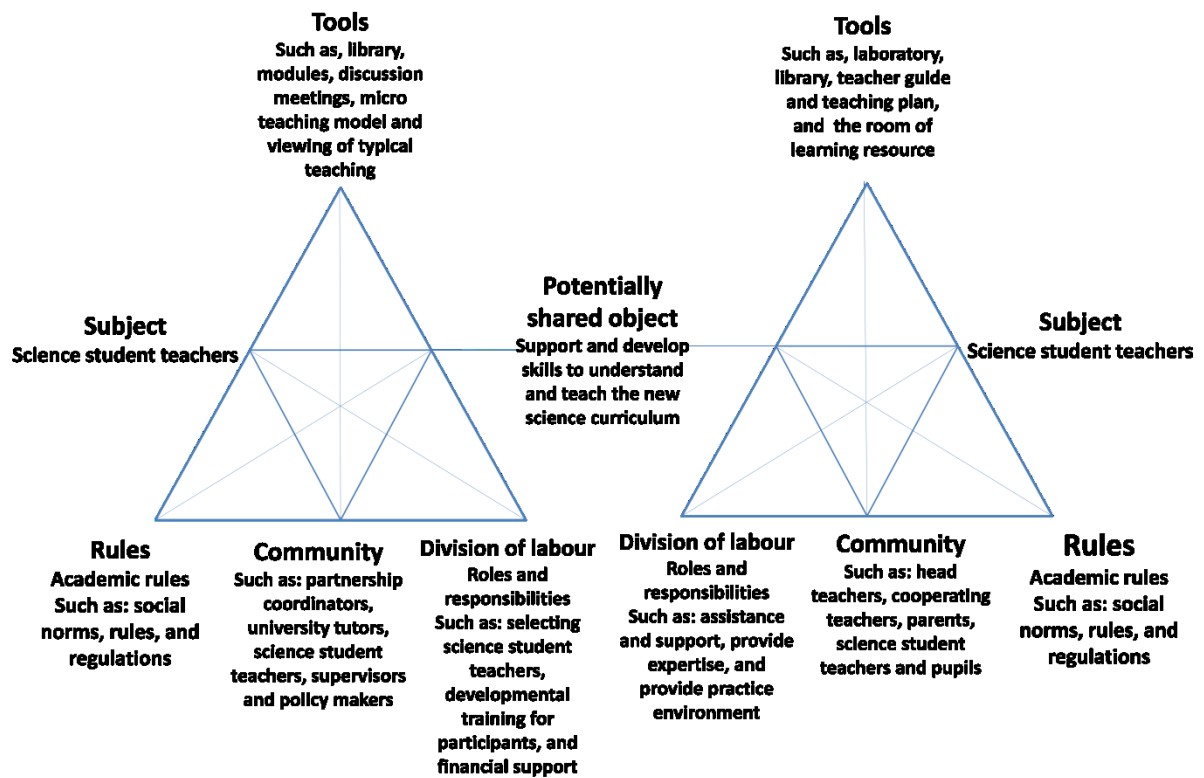 Tools
Such as, library,
modules, discussion
meetings, micro
teaching model and
viewing of typical
teaching
Tools
Such as, laboratory,
library, teacher guide
and teaching plan,
and the room of
learning resource
Subject
Science student teachers
Potentially
shared object
Support and develop
skills to understand
and teach the new
science curriculum
Subject
Science student teachers
Rules
Academic rules
Such as: social
norms, rules, and
regulations
Community
Such as: partnership
coordinators,
university tutors,
science student
teachers, supervisors
and policy makers
Division of labour
Roles and
responsibilities
Such as: selecting
science student
teachers,
developmental
training for
participants, and
financial support
Division of labour
Roles and
responsibilities
Such as: assistance
and support, provide
expertise, and
provide practice
environment
Community
Such as: head
teachers, cooperating
teachers, parents,
science student
teachers and pupils
Rules
Academic rules
Such as: social
norms, rules, and
regulations